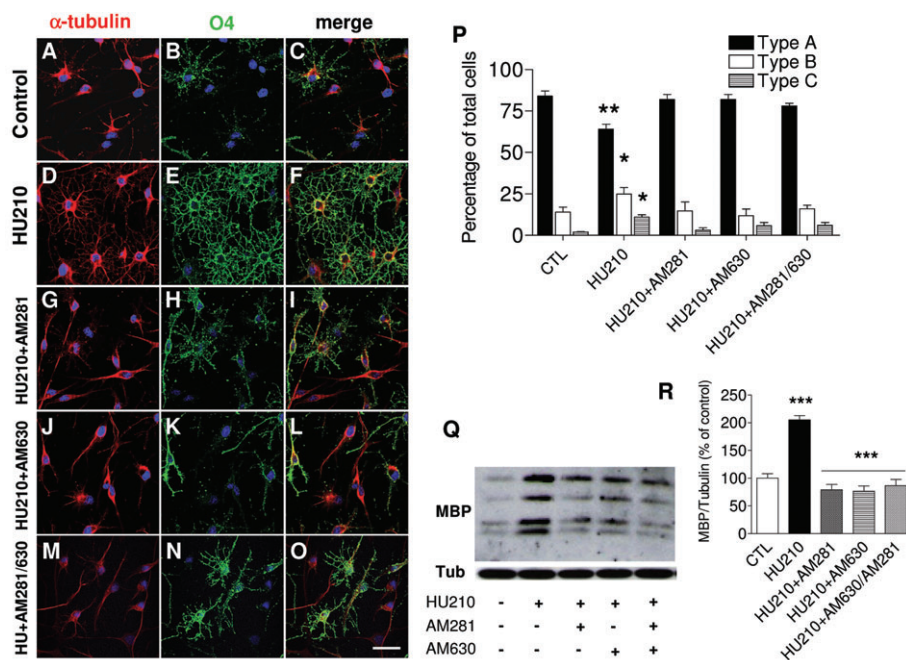 α-tubulin O4 merge
Control
A B C
HU210
D E F
HU210+AM281
G H I
HU210+AM630
J K L
HU+AM281/630
M N O
P
Type A
Type B
Type C
Percentage of total cells
100
75
50
25
0
**
*
*
CTL
HU210
HU210+AM281
HU210+AM630
HU210+AM281/630
Q
MBP
Tub
HU210 - + + + +
AM281 - - + - +
AM630 - - - + +
R
MBP/Tubulin (% of control)
250
200
150
100
50
0
***
***
CTL
HU210
HU210+AM281
HU210+AM630
HU210+AM630/AM281